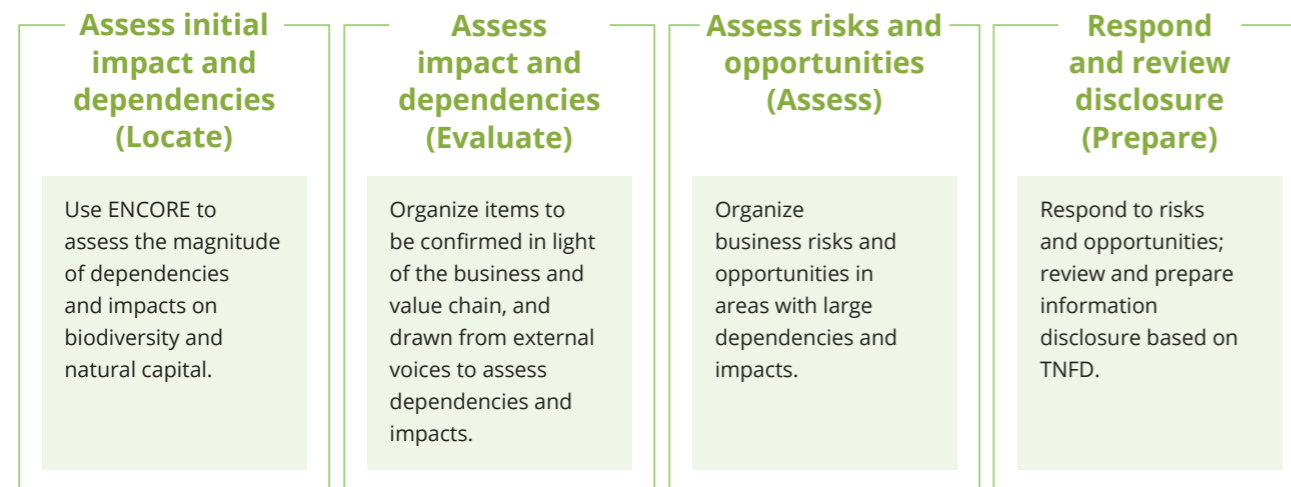 Assess initial
impact and
dependencies
(Locate)
Use ENCORE to
assess the magnitude
of dependencies
and impacts on
biodiversity and
natural capital.
Assess
impact and
dependencies
(Evaluate)
Organize items to
be confirmed in light
of the business and
value chain, and
drawn from external
voices to assess
dependencies and
impacts.
Assess risks and
opportunities
(Assess)
Organize
business risks and
opportunities in
areas with large
dependencies and
impacts.
Respond
and review
disclosure
(Prepare)
Respond to risks
and opportunities;
review and prepare
information
disclosure based on
TNFD.